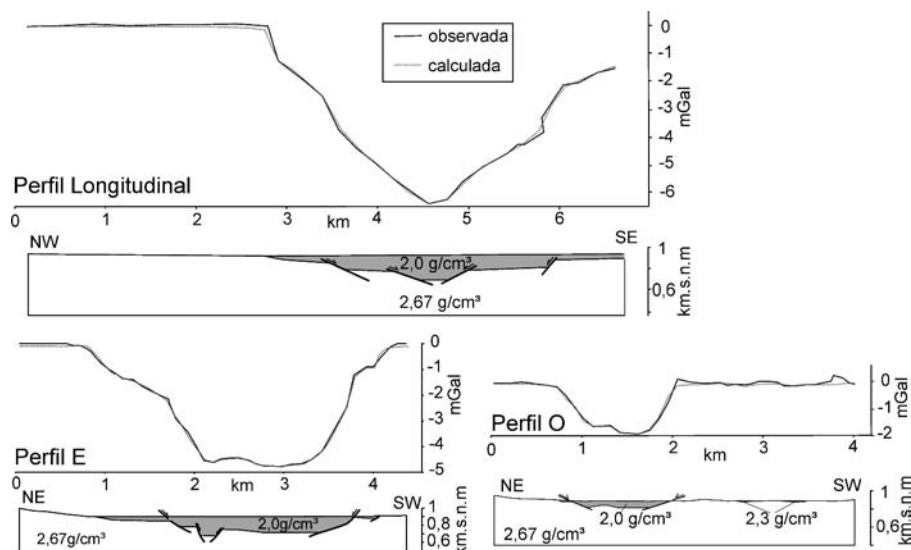 observada
calculada
0
-1
-2
-3
-4
-5
-6
mGal
Perfil Longitudinal
0 1 2 3 km 4 5 6
NW
SE
2,0 g/cm³
2,67 g/cm³
1
0,6
km.s.n.m
0
-1
-2
-3
-4
-5
mGal
Perfil E
0 1 2 km 3 4
NE
SW
2,0g/cm³
2,67g/cm³
1
0,8
0,6
km.s.n.m
0
-1
-2
mGal
Perfil O
0 1 2 km 3 4
NE
SW
2,67 g/cm³
2,0 g/cm³
2,3 g/cm³
1
0,6
km.s.n.m